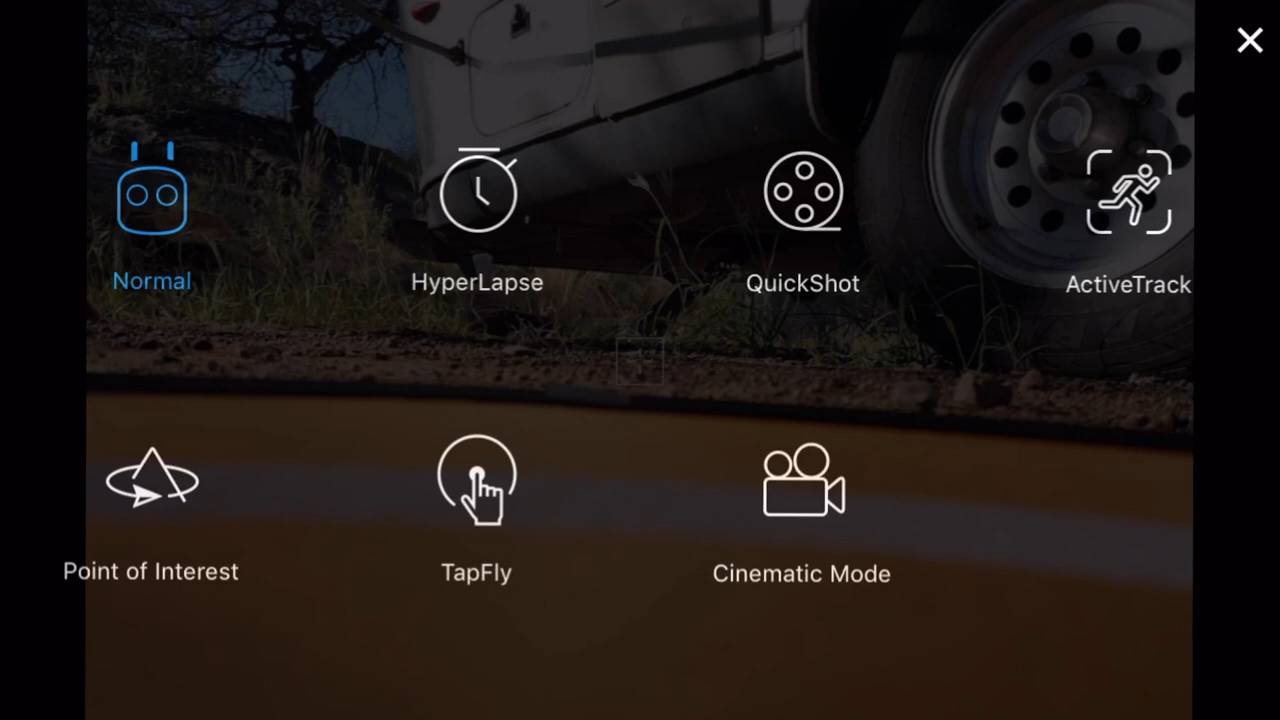 Normal
HyperLapse
QuickShot
ActiveTrack
Point of Interest
TapFly
Cinematic Mode